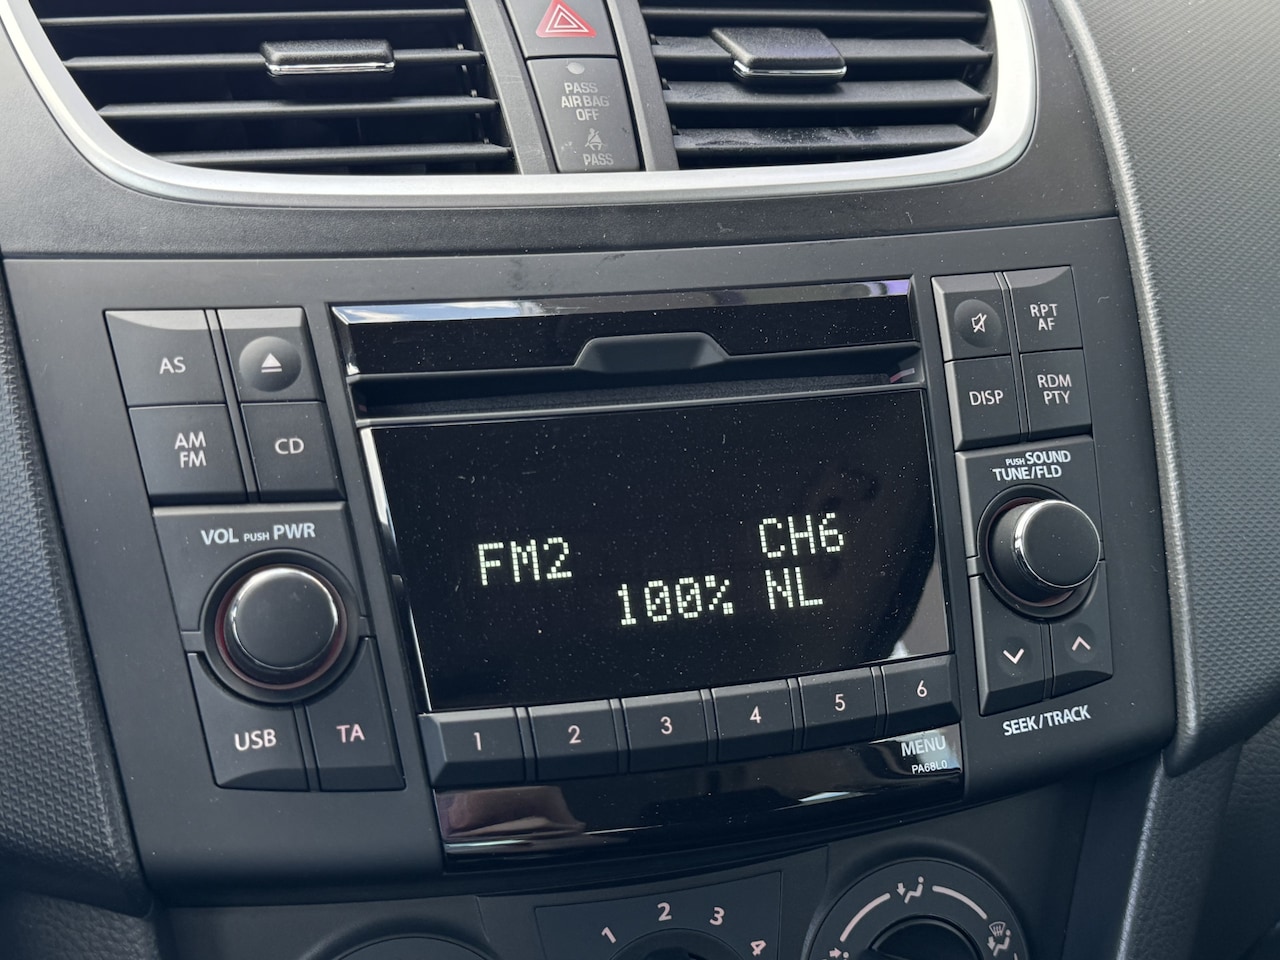 PASS
AIR BAG
OFF
PASS
AS
AM
FM
CD
RPT
AF
DISP
RDM
PTY
PUSH SOUND
TUNE/FLD
VOL PUSH PWR
FM2
CH6
100% NL
USB
TA
1
2
3
4
5
6
SEEK/TRACK
MENU
PA68L0
1
2
3
4